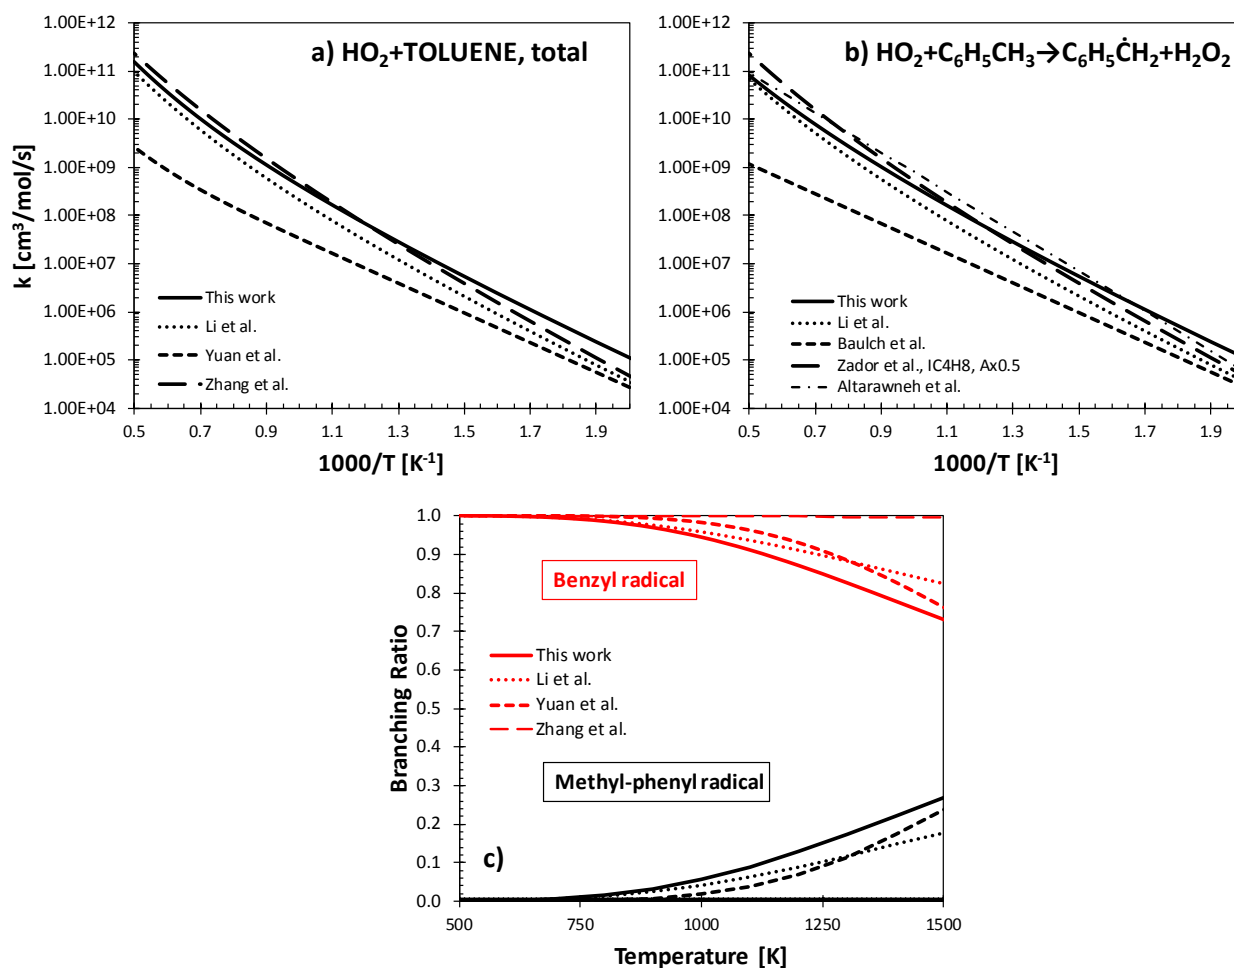 a) HO₂+TOLUENE, total
k [cm³/mol/s]
1.00E+12
1.00E+11
1.00E+10
1.00E+09
1.00E+08
1.00E+07
1.00E+06
1.00E+05
1.00E+04
This work
Li et al.
Yuan et al.
Zhang et al.
0.5 0.7 0.9 1.1 1.3 1.5 1.7 1.9
1000/T [K⁻¹]
b) HO₂+C₆H₅CH₃→C₆H₅ĊH₂+H₂O₂
1.00E+12
1.00E+11
1.00E+10
1.00E+09
1.00E+08
1.00E+07
1.00E+06
1.00E+05
1.00E+04
This work
Li et al.
Baulch et al.
Zador et al., IC4H8, Ax0.5
Altarawneh et al.
0.5 0.7 0.9 1.1 1.3 1.5 1.7 1.9
1000/T [K⁻¹]
Branching Ratio
1.0
0.9
0.8
0.7
0.6
0.5
0.4
0.3
0.2
0.1
0.0
Benzyl radical
This work
Li et al.
Yuan et al.
Zhang et al.
Methyl-phenyl radical
c)
500 750 1000 1250 1500
Temperature [K]